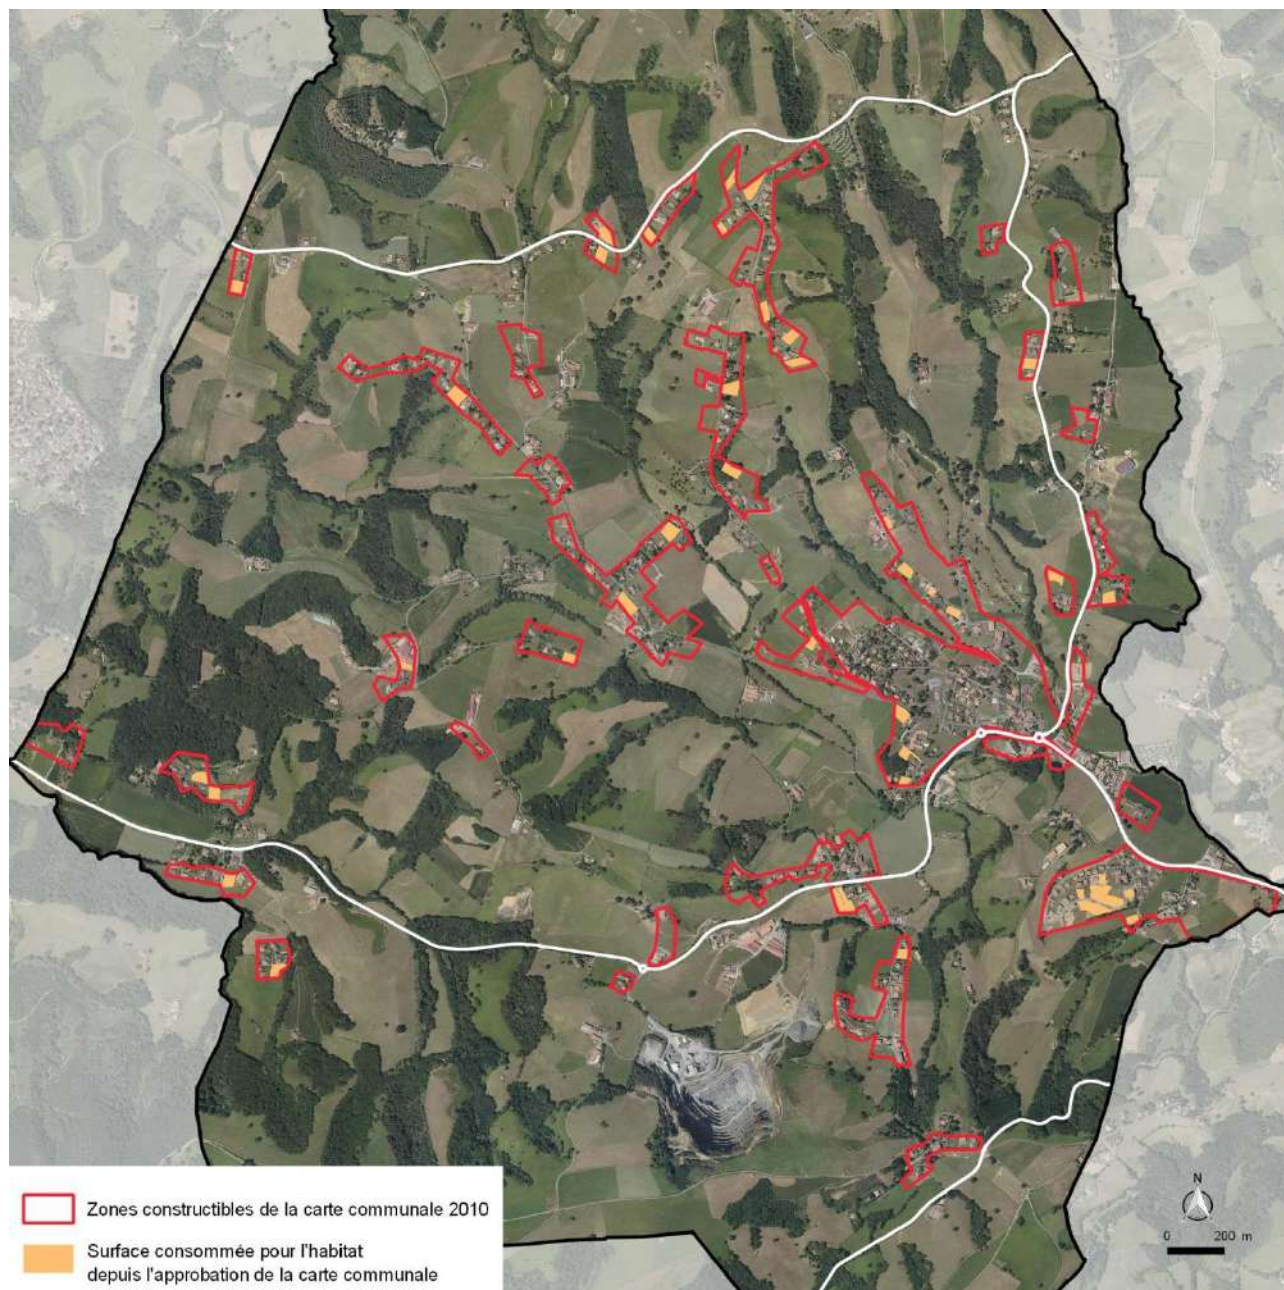 Zones constructibles de la carte communale 2010
Surface consommée pour l'habitat
depuis l'approbation de la carte communale
N
0 200 m